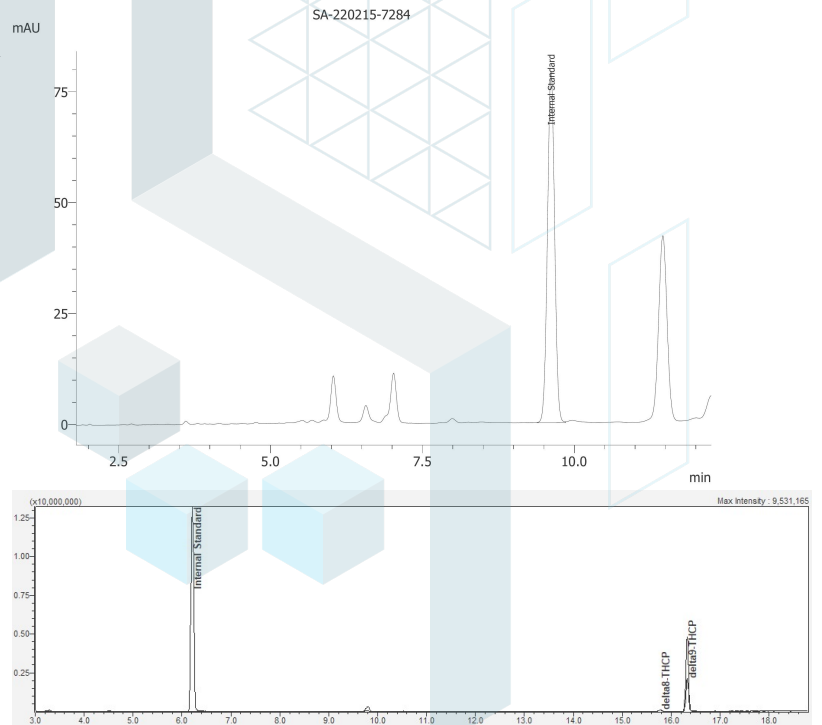 SA-220215-7284
mAU
75
50
25
0
Internal Standard
2.5 5.0 7.5 10.0
min
(x10,000,000) Max Intensity : 9,531,165
1.25
1.00
0.75
0.50
0.25
Internal Standard
delta8-THCP
delta9-THCP
3.0 4.0 5.0 6.0 7.0 8.0 9.0 10.0 11.0 12.0 13.0 14.0 15.0 16.0 17.0 18.0